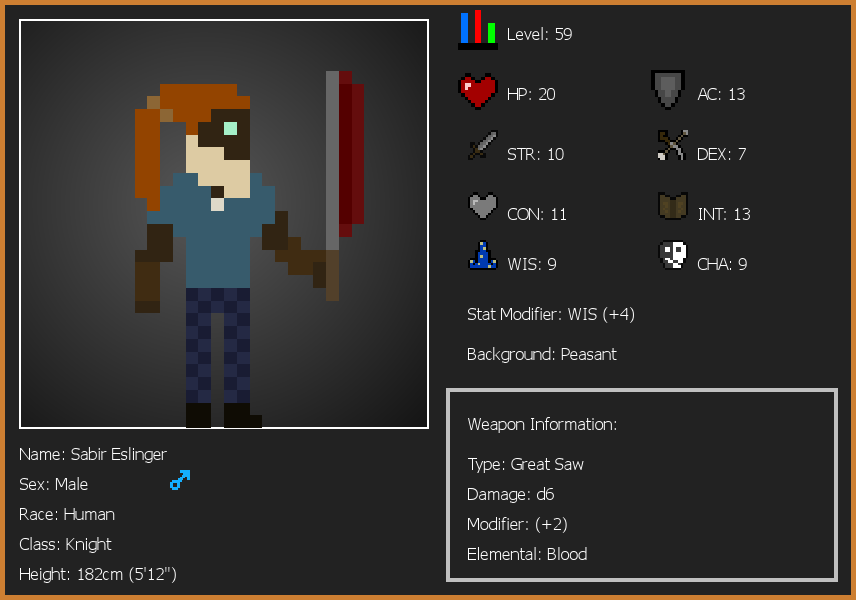 Level: 59
HP: 20
AC: 13
STR: 10
DEX: 7
CON: 11
INT: 13
WIS: 9
CHA: 9
Stat Modifier: WIS (+4)
Background: Peasant
Weapon Information:
Type: Great Saw
Damage: d6
Modifier: (+2)
Elemental: Blood
Name: Sabir Eslinger
Sex: Male
Race: Human
Class: Knight
Height: 182cm (5'12")